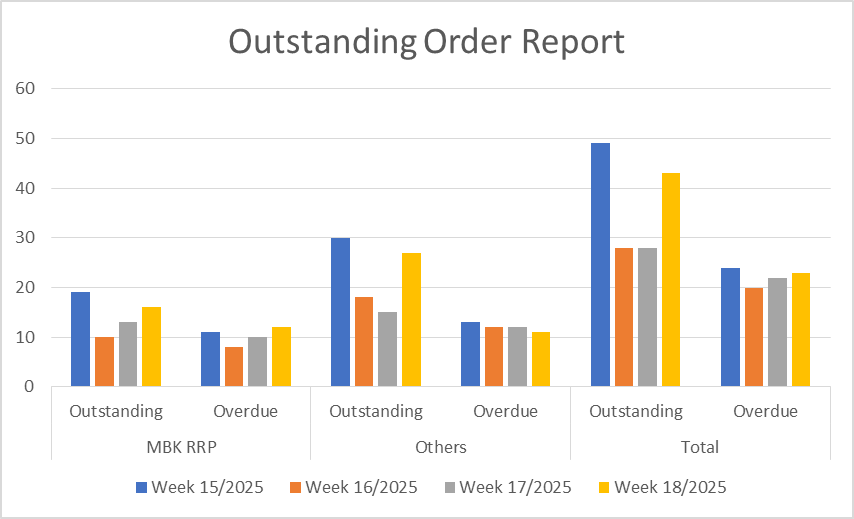 Outstanding Order Report
60
50
40
30
20
10
0
Outstanding Overdue Outstanding Overdue Outstanding Overdue
MBK RRP Others Total
Week 15/2025 Week 16/2025 Week 17/2025 Week 18/2025